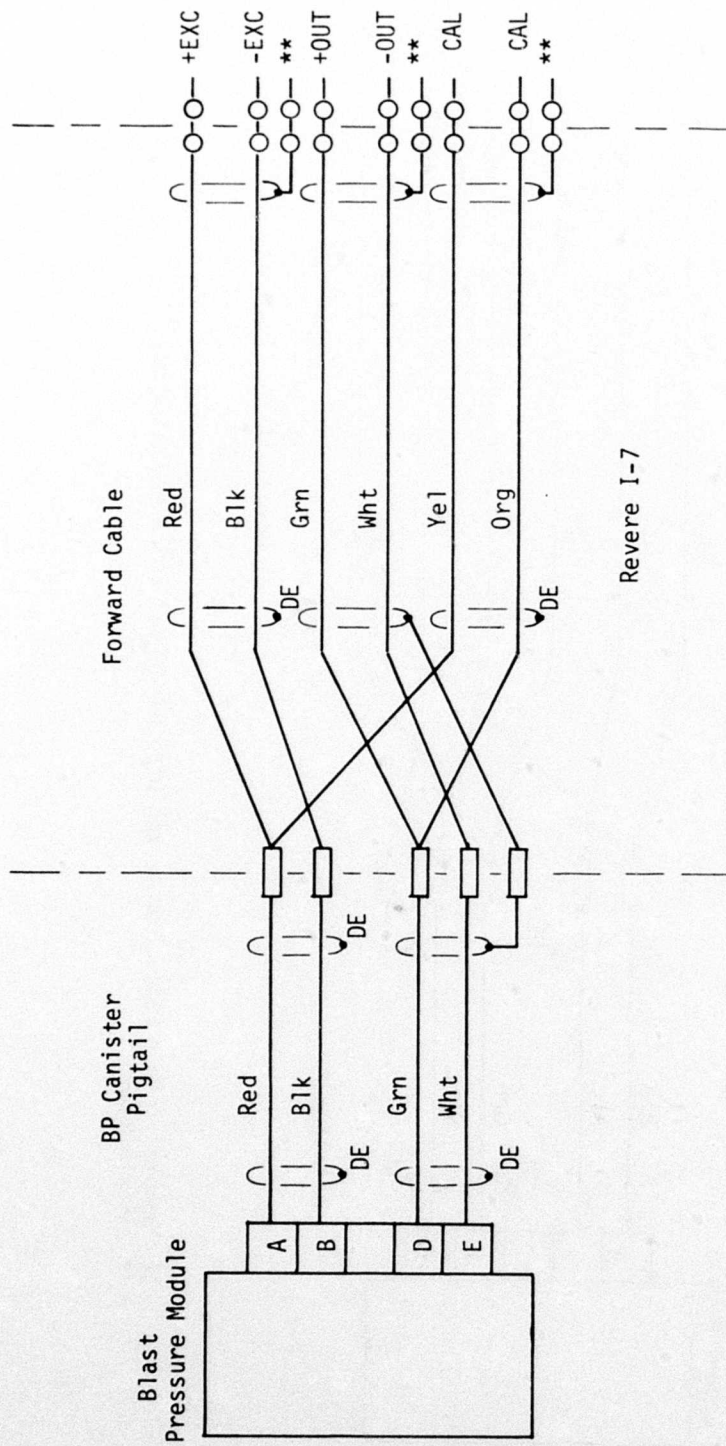 Blast
Pressure Module
A
B
D
E
BP Canister
Pigtail
Red
Blk
Grn
Wht
DE
DE
DE
Forward Cable
Red
Blk
Grn
Wht
Yel
Org
DE
DE
Revere I-7
+EXC
-EXC
**
+OUT
-OUT
**
CAL
CAL
**